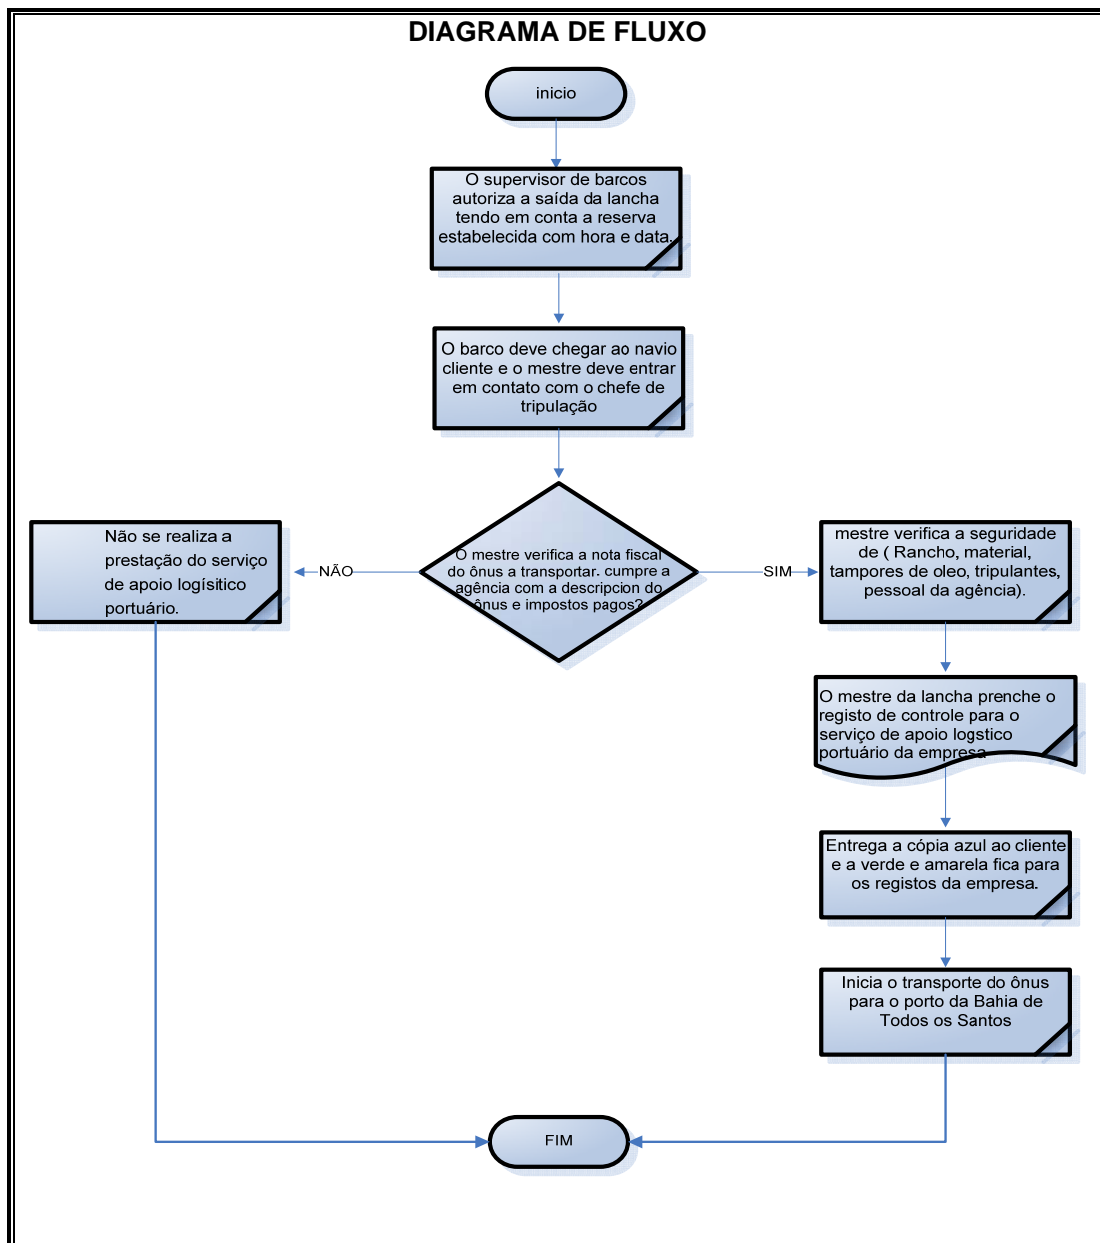 DIAGRAMA DE FLUXO
inicio
O supervisor de barcos
autoriza a saída da lancha
tendo em conta a reserva
estabelecida com hora e data.
O barco deve chegar ao navio
cliente e o mestre deve entrar
em contato com o chefe de
tripulação
O mestre verifica a nota fiscal
do ônus a transportar. cumpre a
agência com a descripcion do
ônus e impostos pagos?
NÃO
Não se realiza a
prestação do serviço
de apoio logísitico
portuário.
SIM
mestre verifica a seguridade
de ( Rancho, material,
tampores de oleo, tripulantes,
pessoal da agência).
O mestre da lancha prenche o
registo de controle para o
serviço de apoio logstico
portuário da empresa
Entrega a cópia azul ao cliente
e a verde e amarela fica para
os registos da empresa.
Inicia o transporte do ônus
para o porto da Bahia de
Todos os Santos
FIM